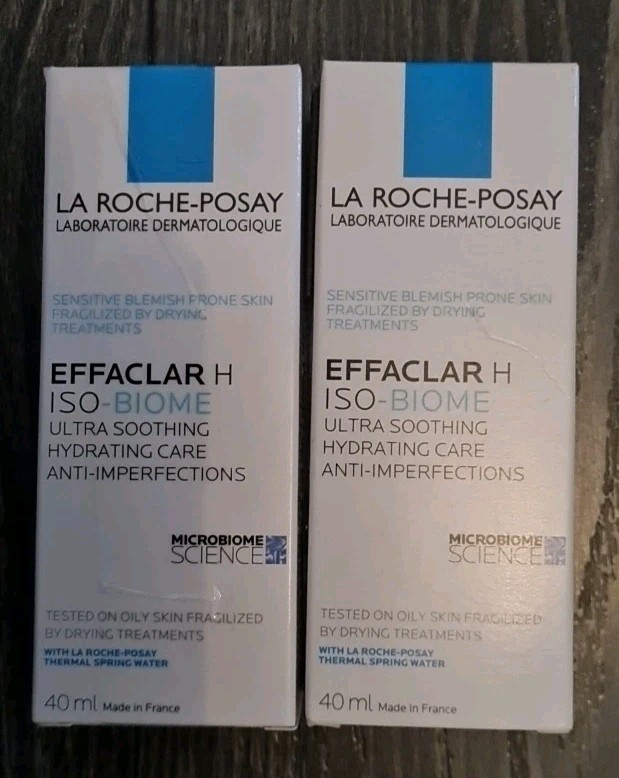 LA ROCHE-POSAY
LABORATOIRE DERMATOLOGIQUE
SENSITIVE BLEMISH PRONE SKIN
FRAGILIZED BY DRYING
TREATMENTS
EFFACLAR H
ISO-BIOME
ULTRA SOOTHING
HYDRATING CARE
ANTI-IMPERFECTIONS
MICROBIOME
SCIENCE
TESTED ON OILY SKIN FRAGILIZED
BY DRYING TREATMENTS
WITH LA ROCHE-POSAY
THERMAL SPRING WATER
40 ml Made in France
LA ROCHE-POSAY
LABORATOIRE DERMATOLOGIQUE
SENSITIVE BLEMISH PRONE SKIN
FRAGILIZED BY DRYING
TREATMENTS
EFFACLAR H
ISO-BIOME
ULTRA SOOTHING
HYDRATING CARE
ANTI-IMPERFECTIONS
MICROBIOME
SCIENCE
TESTED ON OILY SKIN FRAGILIZED
BY DRYING TREATMENTS
WITH LA ROCHE-POSAY
THERMAL SPRING WATER
40 ml Made in France